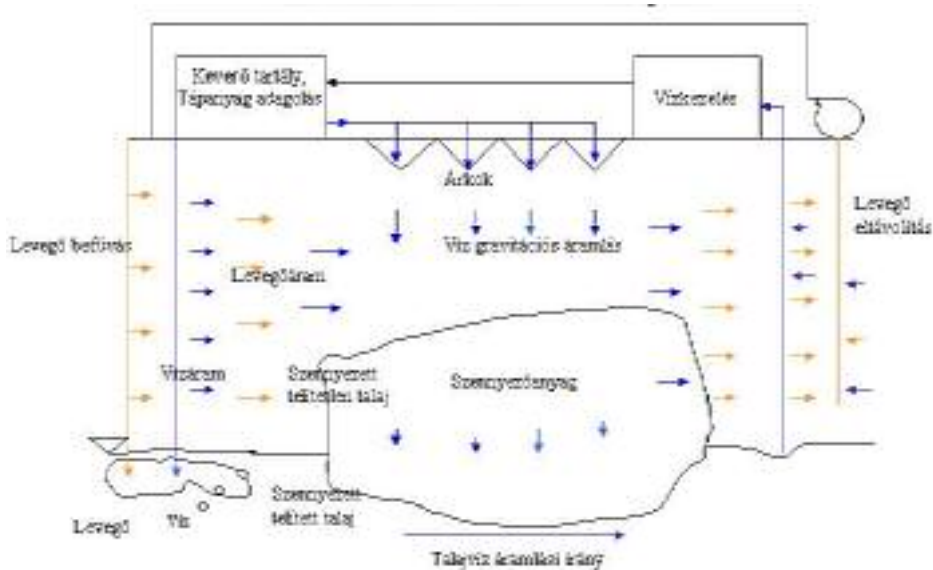 Keverő tartály,
Tápanyag adagolás
Vízkezelés
Árkok
Levegő befúvás
Víz gravitációs áramlás
Levegő
eltávolítás
Levegőáram
Vízáram
Szennyezett
telítetlen talaj
Szennyezőanyag
Szennyezett
telített talaj
Levegő
Víz
Talajvíz áramlási irány